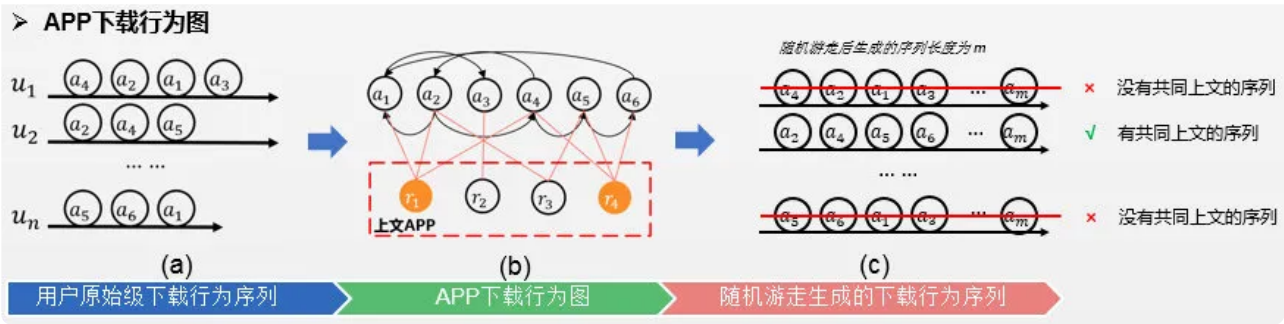 ➢ APP下载行为图
随机游走后生成的序列长度为 m
u₁ a₄ a₂ a₁ a₃
u₂ a₂ a₄ a₅
... ...
uₙ a₅ a₆ a₁
(a)
a₁ a₂ a₃ a₄ a₅ a₆
r₁ r₂ r₃ r₄
上文APP
(b)
a₄ a₂ a₁ a₃ ... aₘ × 没有共同上文的序列
a₂ a₄ a₅ a₆ ... aₘ √ 有共同上文的序列
... ...
a₅ a₆ a₁ a₃ ... aₘ × 没有共同上文的序列
(c)
用户原始级下载行为序列
APP下载行为图
随机游走生成的下载行为序列